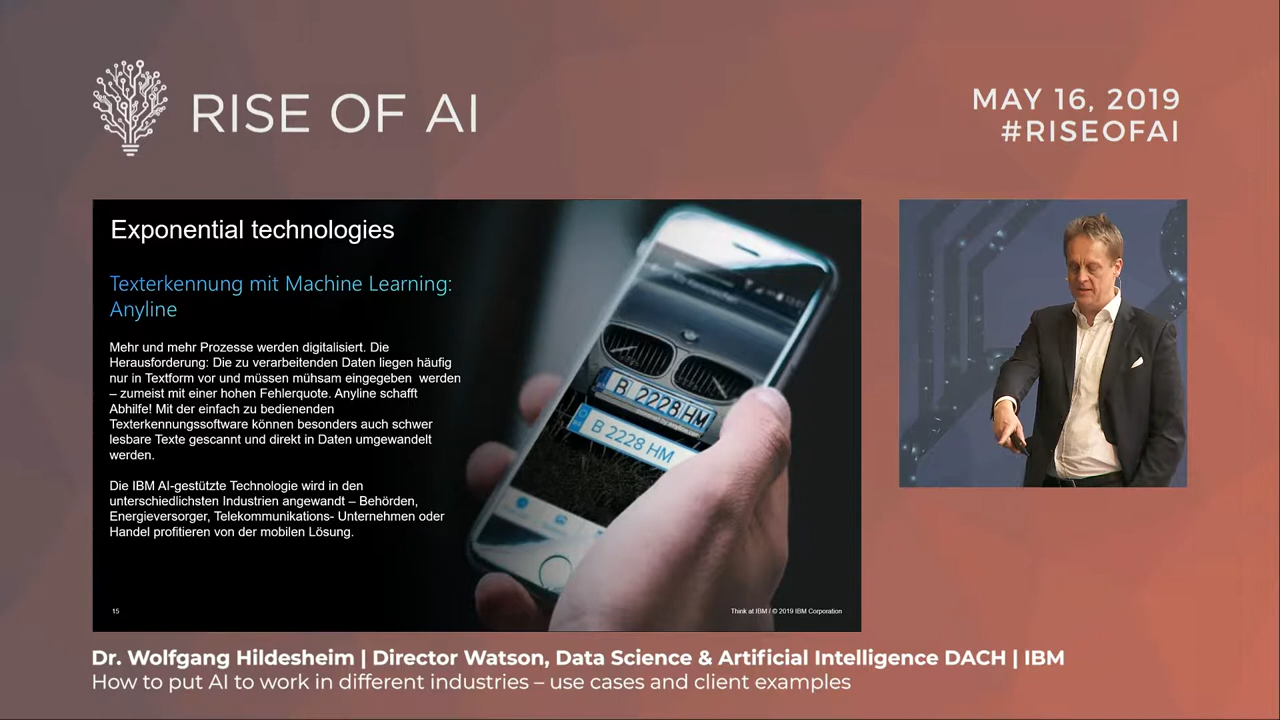 RISE OF AI
MAY 16, 2019
#RISEOFAI
Exponential technologies
Texterkennung mit Machine Learning:
Anyline
Mehr und mehr Prozesse werden digitalisiert. Die
Herausforderung: Die zu verarbeitenden Daten liegen häufig
nur in Textform vor und müssen mühsam eingegeben  werden
– zumeist mit einer hohen Fehlerquote. Anyline schafft
Abhilfe! Mit der einfach zu bedienenden
Texterkennungssoftware können besonders auch schwer
lesbare Texte gescannt und direkt in Daten umgewandelt
werden.
Die IBM AI-gestützte Technologie wird in den
unterschiedlichsten Industrien angewandt – Behörden,
Energieversorger, Telekommunikations- Unternehmen oder
Handel profitieren von der mobilen Lösung.
B 2228 HM
B 2228 HM
15
Think at IBM / © 2019 IBM Corporation
Dr. Wolfgang Hildesheim | Director Watson, Data Science & Artificial Intelligence DACH | IBM
How to put AI to work in different industries – use cases and client examples